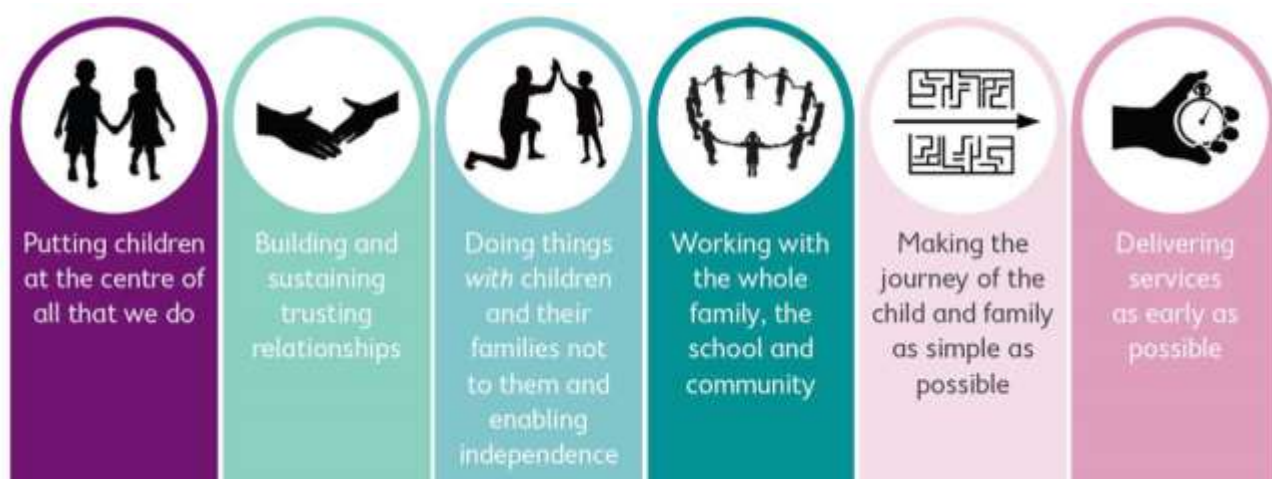 Putting children
at the centre of
all that we do
Building and
sustaining
trusting
relationships
Doing things
with children
and their
families not
to them and
enabling
independence
Working with
the whole
family, the
school and
community
Making the
journey of the
child and family
as simple as
possible
Delivering
services
as early as
possible